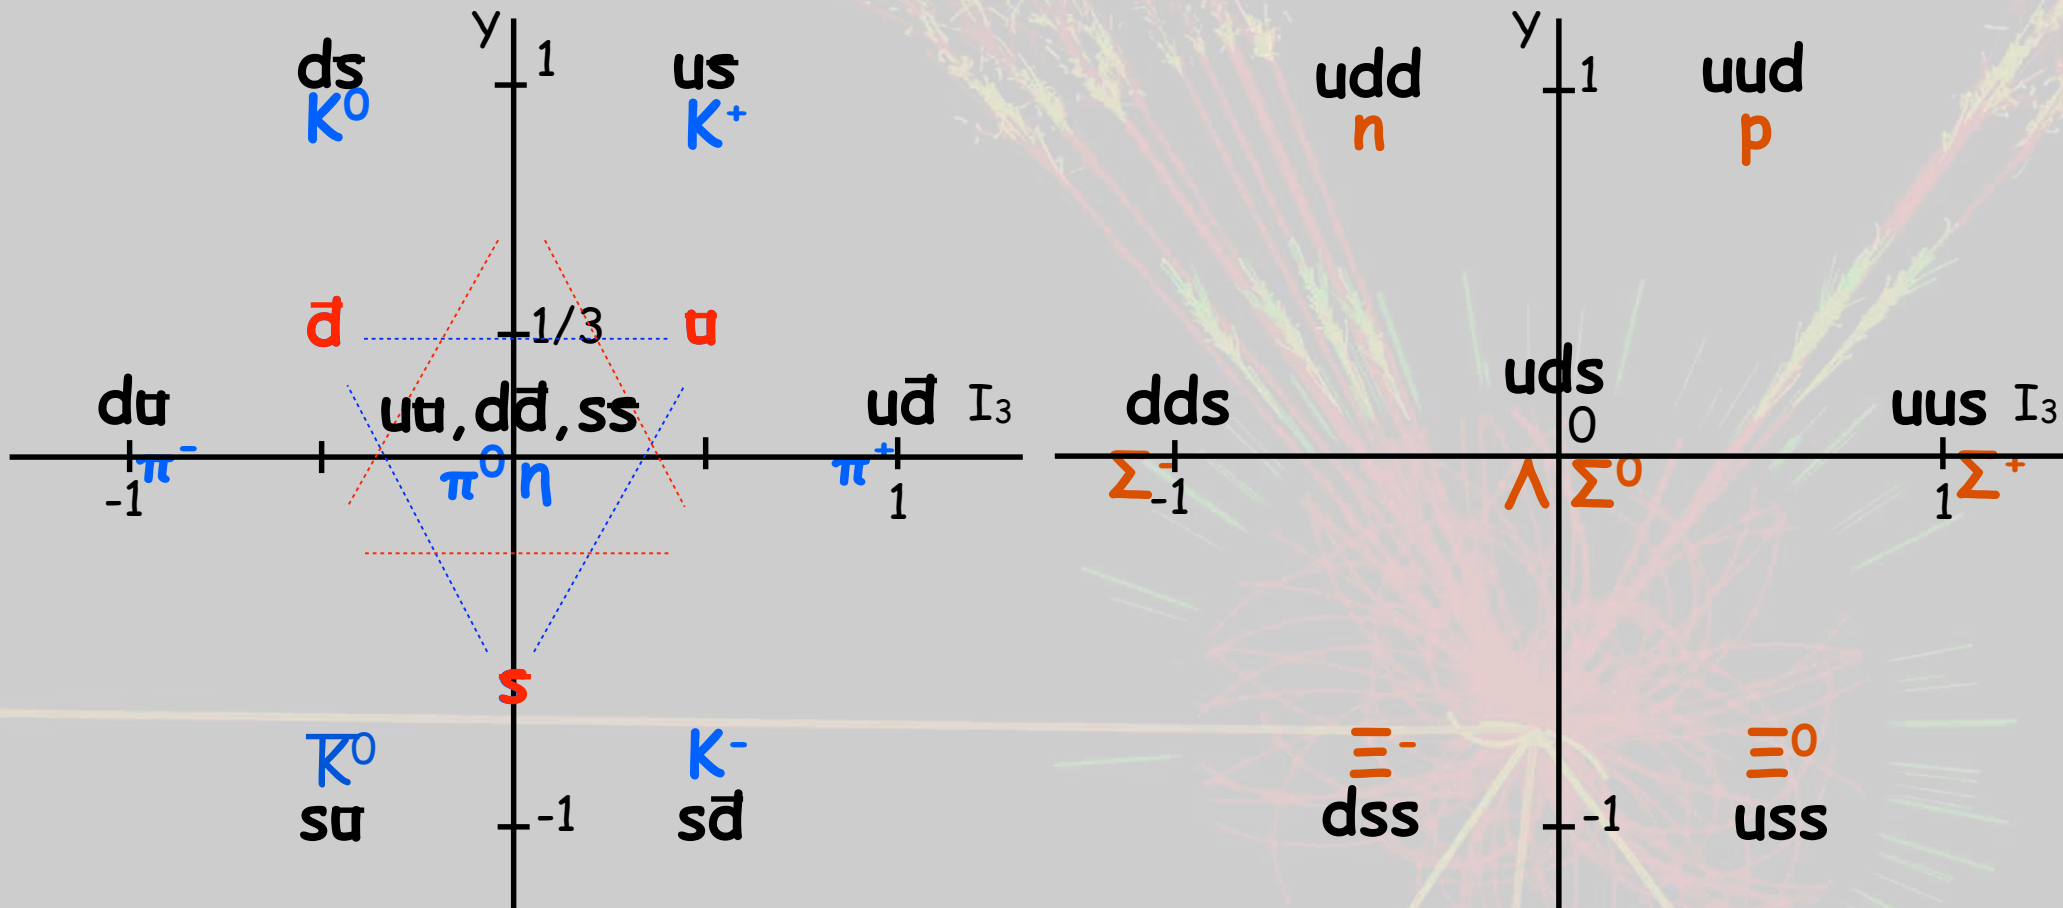 Y
1
ds̄
us̄
K⁰
K⁺
d̄
ū
1/3
dū
uū, dd̄, ss̄
ud̄
I₃
π⁻
π⁰ η
π⁺
-1
1
s̄
K̄⁰
K⁻
sū
sd̄
-1
Y
1
udd
uud
n
p
dds
uds
uus
I₃
0
Σ⁻
Λ Σ⁰
Σ⁺
-1
1
Ξ⁻
Ξ⁰
dss
uss
-1